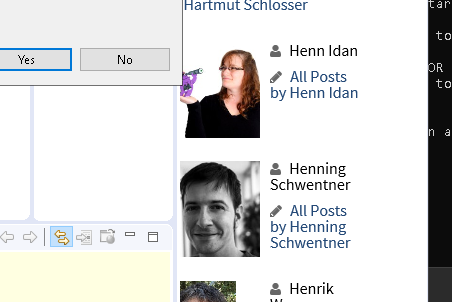 Hartmut Schlosser
Yes
No
Henn Idan
All Posts
by Henn Idan
Henning
Schwentner
All Posts
by Henning
Schwentner
Henrik
to
OR
to